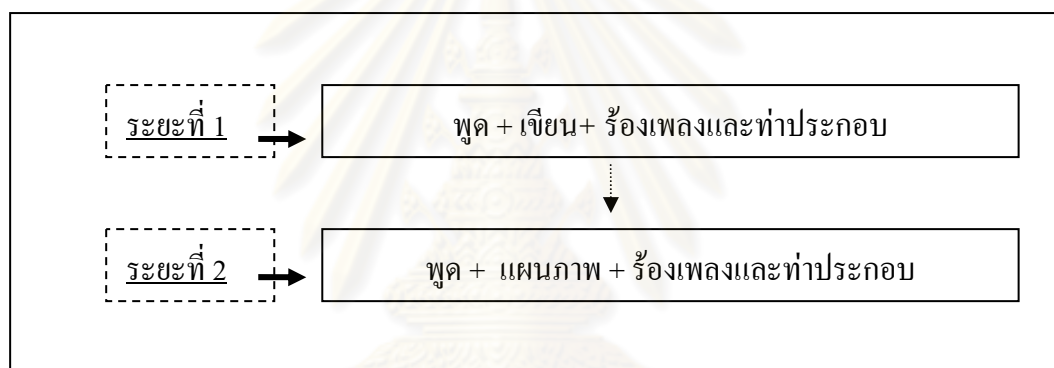 ระยะที่ 1
พูด + เขียน+ ร้องเพลงและท่าประกอบ
ระยะที่ 2
พูด + แผนภาพ + ร้องเพลงและท่าประกอบ